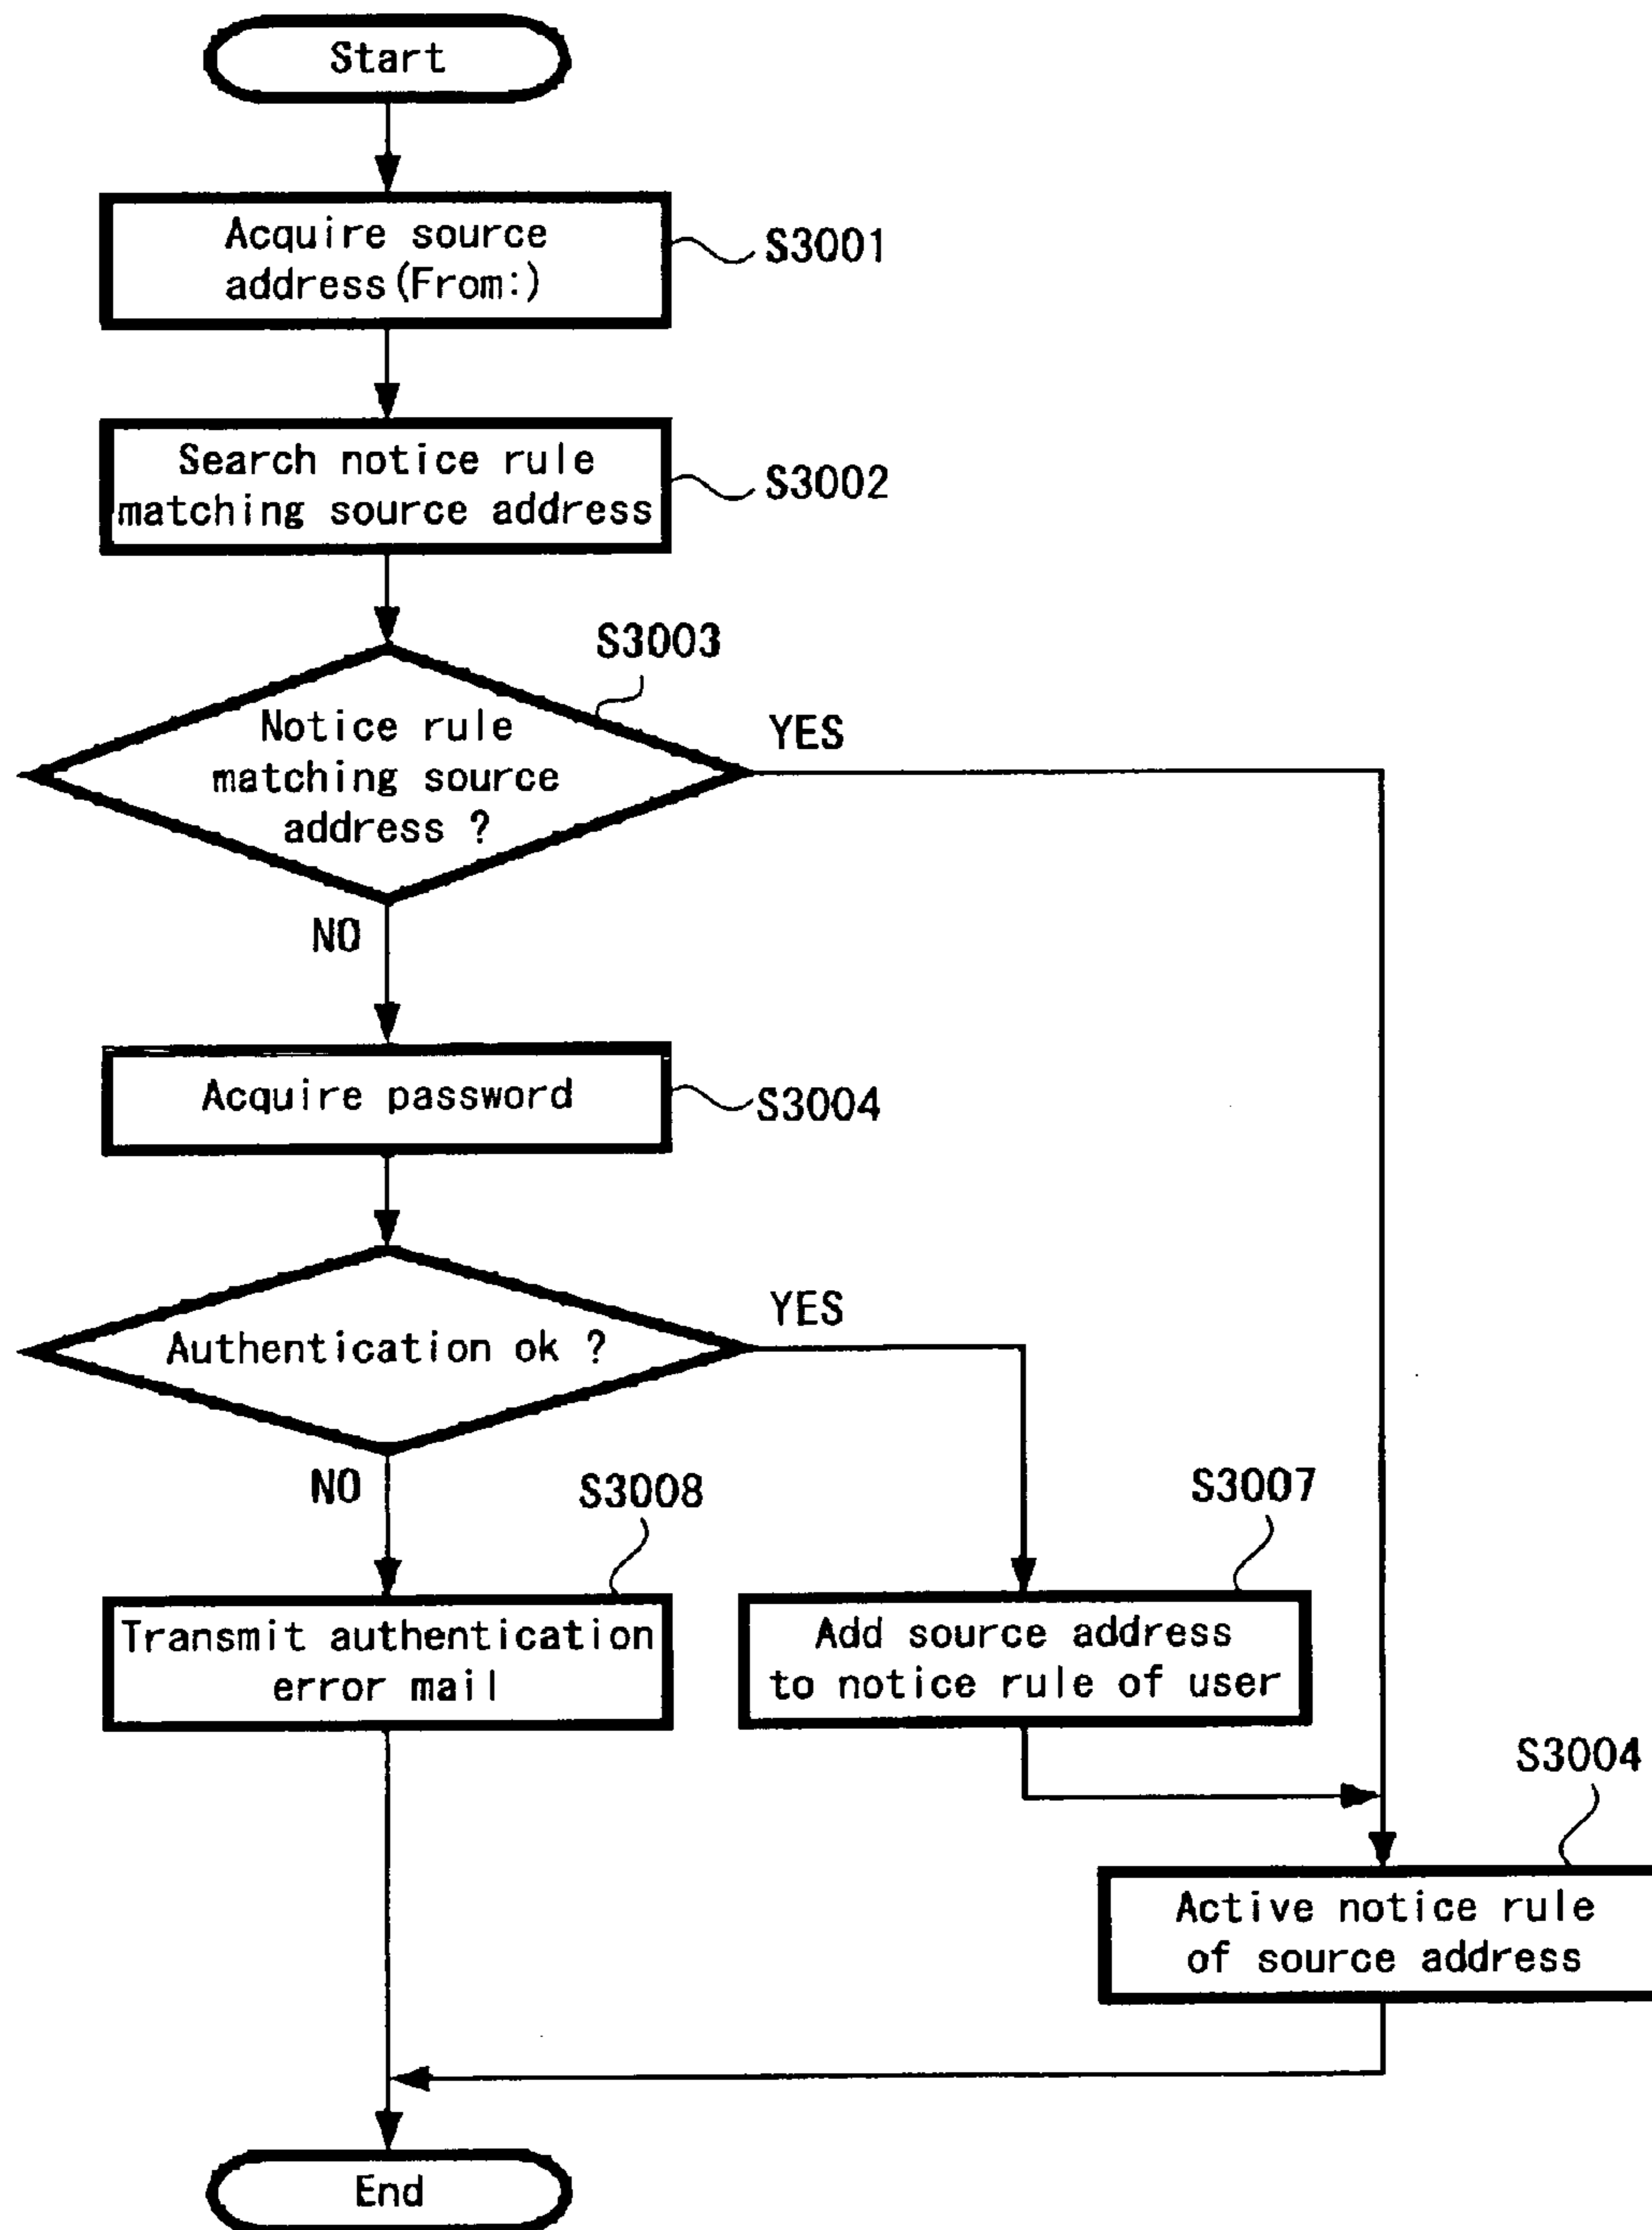 Start
Acquire source
address(From:)
S3001
Search notice rule
matching source address
S3002
S3003
Notice rule
matching source
address ?
YES
NO
Acquire password
S3004
Authentication ok ?
YES
NO
S3008
Transmit authentication
error mail
S3007
Add source address
to notice rule of user
S3004
Active notice rule
of source address
End